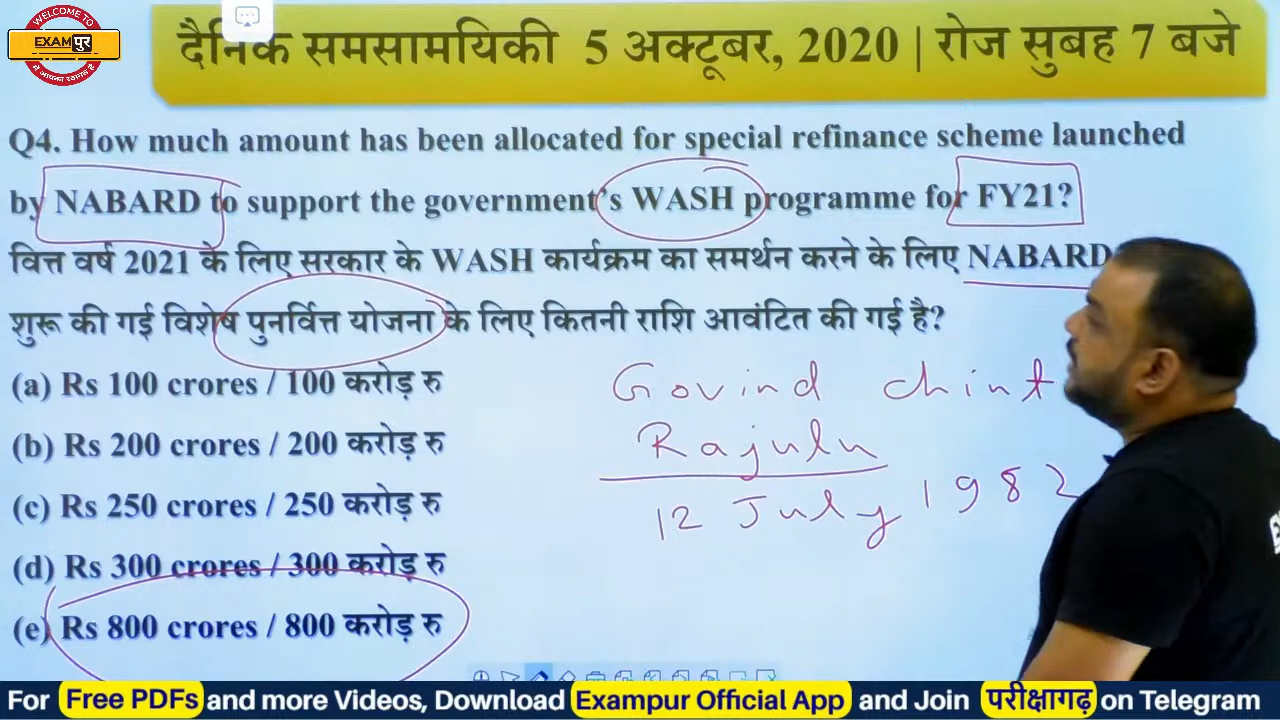 WELCOME TO
EXAMपुर
में आपका स्वागत है
दैनिक समसामयिकी 5 अक्टूबर, 2020 | रोज सुबह 7 बजे
Q4. How much amount has been allocated for special refinance scheme launched
by NABARD to support the government's WASH programme for FY21?
वित्त वर्ष 2021 के लिए सरकार के WASH कार्यक्रम का समर्थन करने के लिए NABARD
शुरू की गई विशेष पुनर्वित्त योजना के लिए कितनी राशि आवंटित की गई है?
(a) Rs 100 crores / 100 करोड़ रु
(b) Rs 200 crores / 200 करोड़ रु
(c) Rs 250 crores / 250 करोड़ रु
(d) Rs 300 crores / 300 करोड़ रु
(e) Rs 800 crores / 800 करोड़ रु
Govind chint
Rajulu
12 July 1982
For Free PDFs and more Videos, Download Exampur Official App and Join परीक्षागढ़ on Telegram